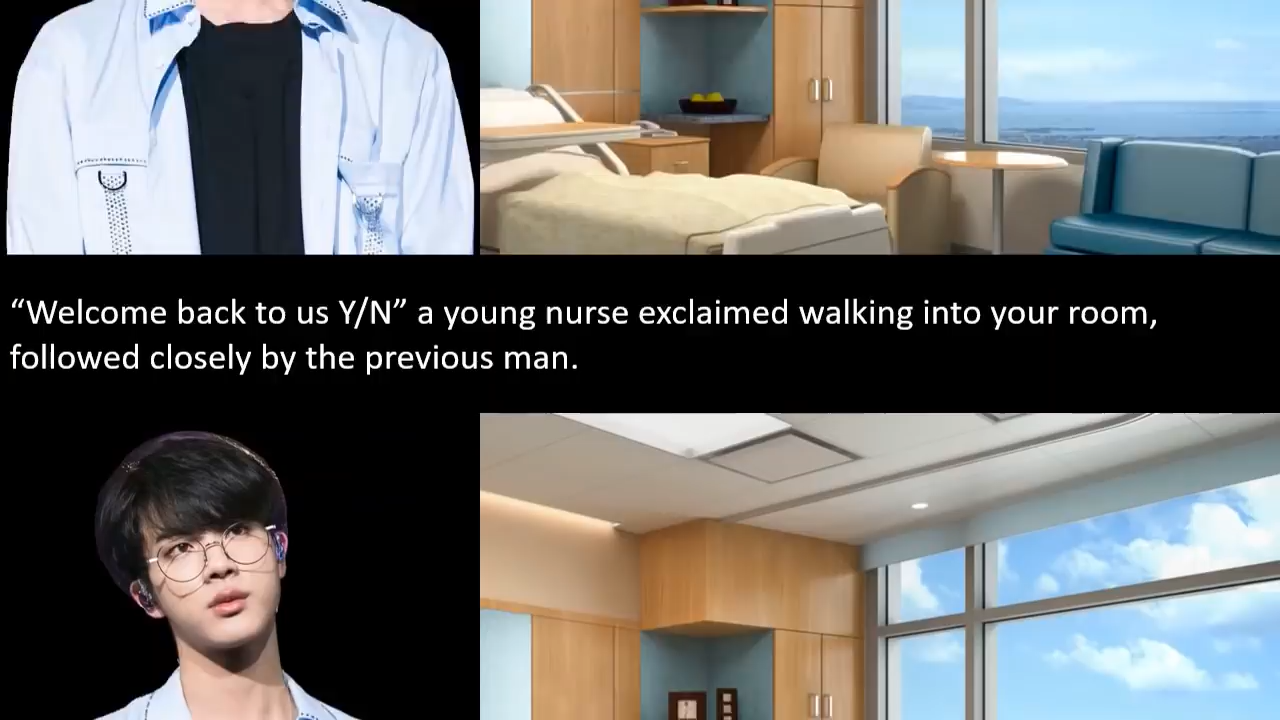 “Welcome back to us Y/N” a young nurse exclaimed walking into your room,
followed closely by the previous man.